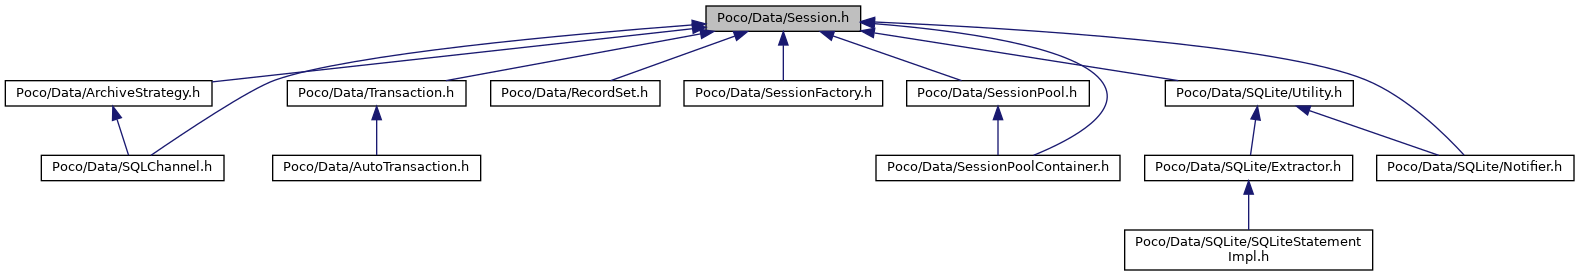 Poco/Data/Session.h
Poco/Data/ArchiveStrategy.h
Poco/Data/Transaction.h
Poco/Data/RecordSet.h
Poco/Data/SessionFactory.h
Poco/Data/SessionPool.h
Poco/Data/SQLite/Utility.h
Poco/Data/SQLChannel.h
Poco/Data/AutoTransaction.h
Poco/Data/SessionPoolContainer.h
Poco/Data/SQLite/Extractor.h
Poco/Data/SQLite/Notifier.h
Poco/Data/SQLite/SQLiteStatement
Impl.h